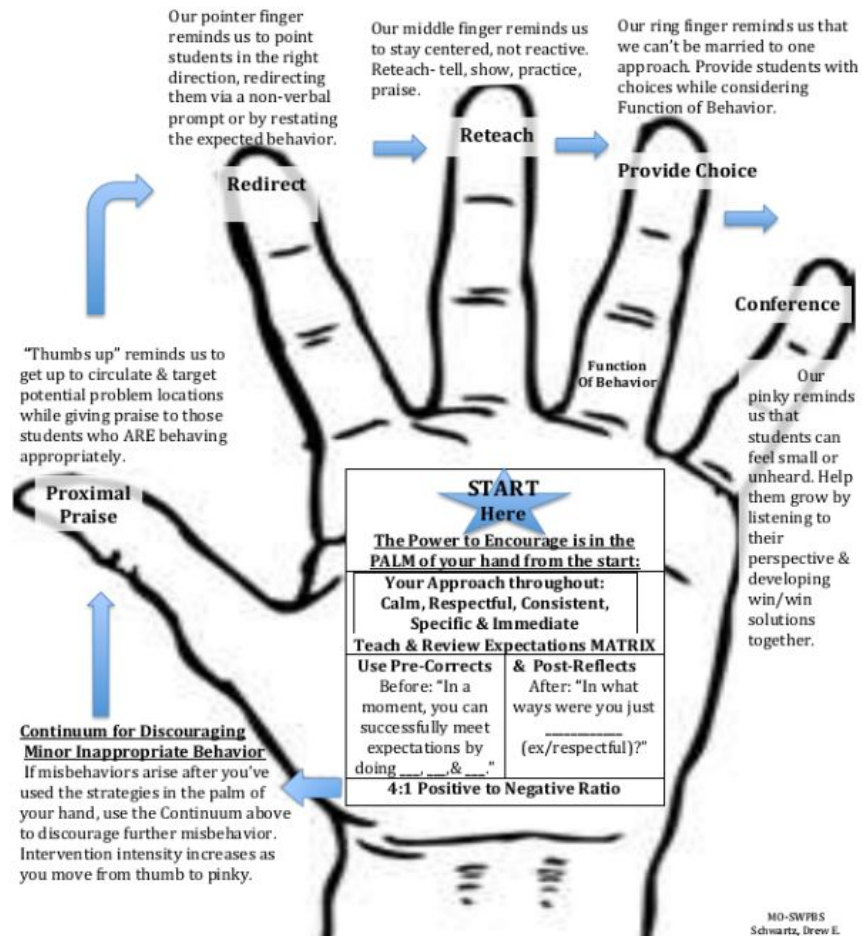 Our pointer finger
reminds us to point
students in the right
direction, redirecting
them via a non-verbal
prompt or by restating
the expected behavior.
Redirect
Our middle finger reminds us
to stay centered, not reactive.
Reteach- tell, show, practice,
praise.
Reteach
Our ring finger reminds us that
we can't be married to one
approach. Provide students with
choices while considering
Function of Behavior.
Provide Choice
Function
Of Behavior
Conference
Our
pinky reminds
us that
students can
feel small or
unheard. Help
them grow by
listening to
their
perspective &
developing
win/win
solutions
together.
"Thumbs up" reminds us to
get up to circulate & target
potential problem locations
while giving praise to those
students who ARE behaving
appropriately.
Proximal
Praise
START
Here
The Power to Encourage is in the
PALM of your hand from the start:
Your Approach throughout:
Calm, Respectful, Consistent,
Specific & Immediate
Teach & Review Expectations MATRIX
Use Pre-Corrects
Before: "In a
moment, you can
successfully meet
expectations by
doing ___, ___,& ___."
& Post-Reflects
After: "In what
ways were you just
____________
(ex/respectful)?"
4:1 Positive to Negative Ratio
Continuum for Discouraging
Minor Inappropriate Behavior
If misbehaviors arise after you've
used the strategies in the palm of
your hand, use the Continuum above
to discourage further misbehavior.
Intervention intensity increases as
you move from thumb to pinky.
MO-SWPBS
Schwartz, Drew E.